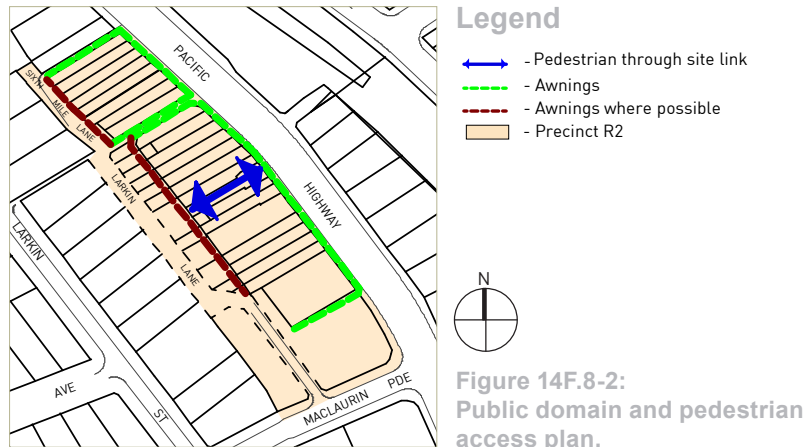 Legend
- Pedestrian through site link
- Awnings
- Awnings where possible
- Precinct R2
PACIFIC
HIGHWAY
SIXTH
MILE
LANE
LARKIN
LANE
LARKIN
ST
AVE
MACLAURIN PDE
N
Figure 14F.8-2:
Public domain and pedestrian
access plan.